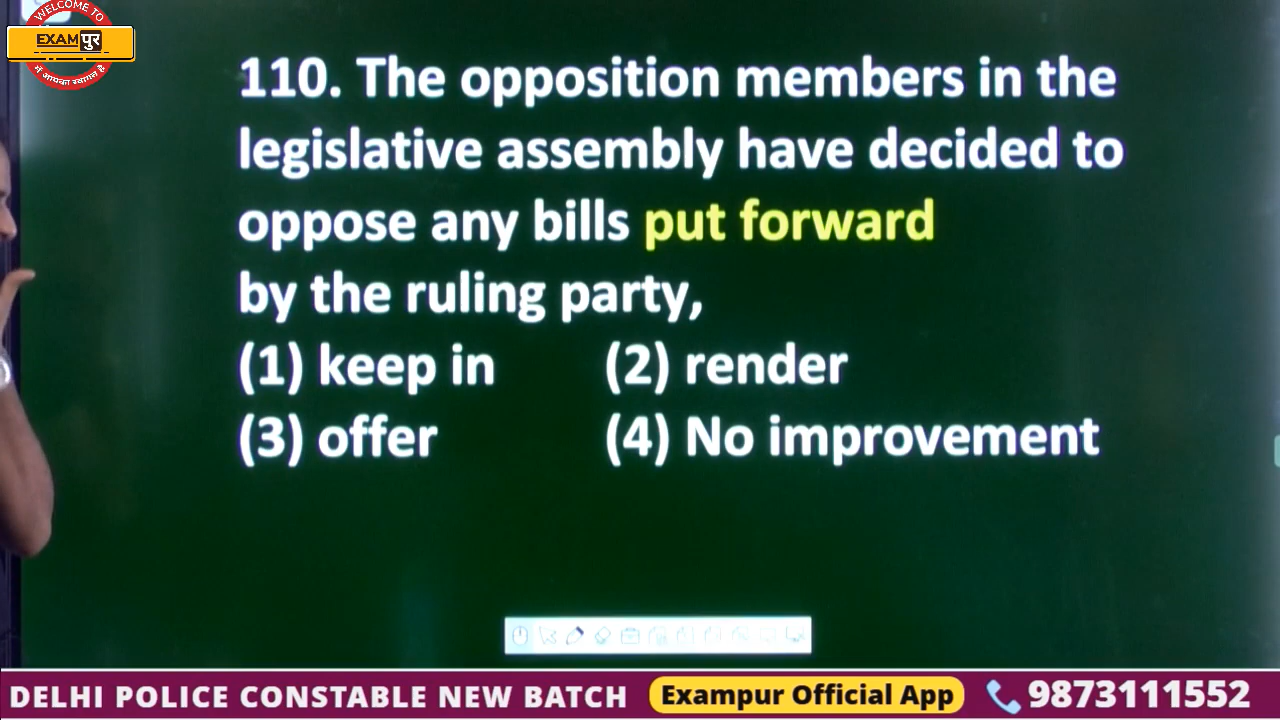 WELCOME TO
EXAMपुर
में आपका स्वागत है
110. The opposition members in the
legislative assembly have decided to
oppose any bills put forward
by the ruling party,
(1) keep in (2) render
(3) offer (4) No improvement
DELHI POLICE CONSTABLE NEW BATCH Exampur Official App 9873111552